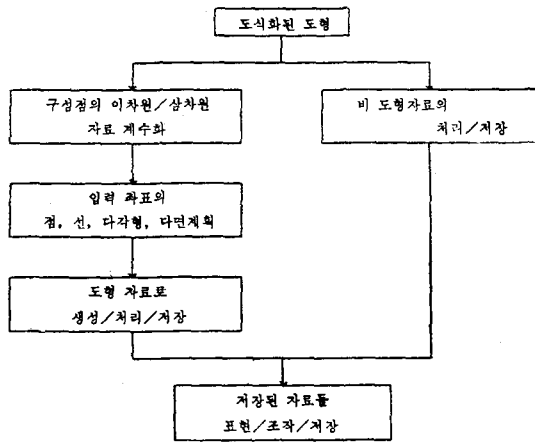 도식화된 도형
구성점의 이차원/삼차원
자료 계수화
비 도형자료의
처리/저장
입력 좌표의
점, 선, 다각형, 다면계획
도형 자료로
생성/처리/저장
저장된 자료들
표현/조작/저장